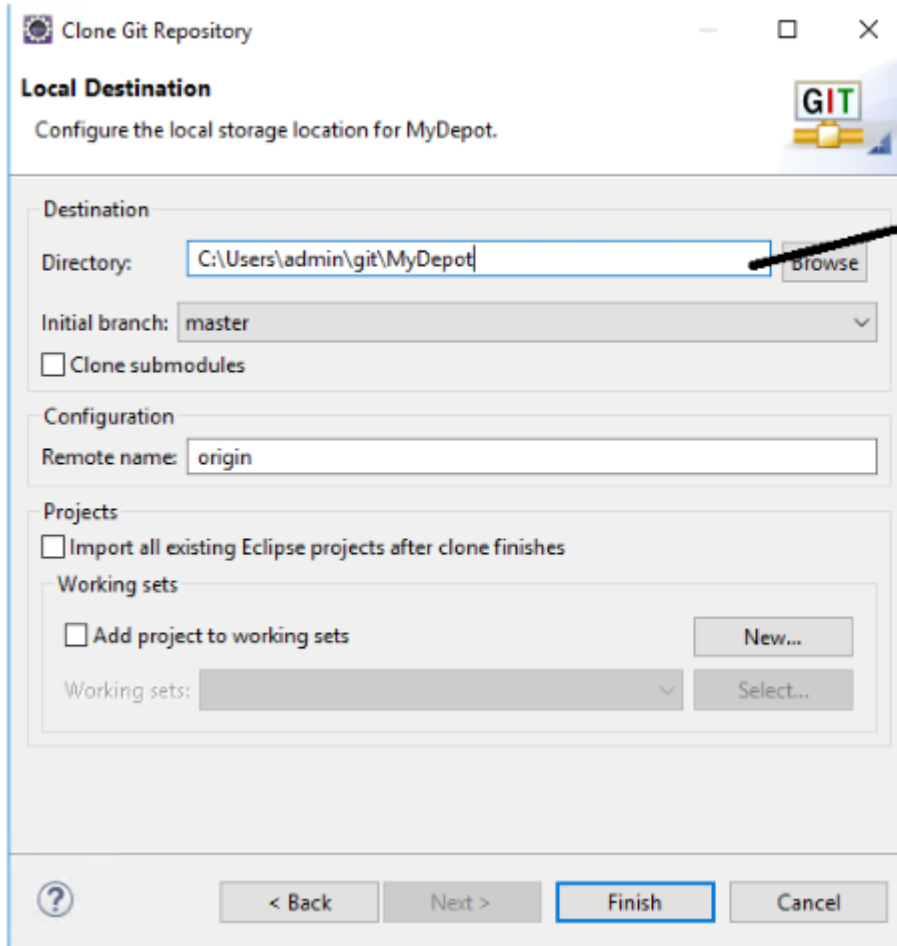 Clone Git Repository
Local Destination
GIT
Configure the local storage location for MyDepot.
Destination
Directory: C:\Users\admin\git\MyDepot Browse
Initial branch: master
Clone submodules
Configuration
Remote name: origin
Projects
Import all existing Eclipse projects after clone finishes
Working sets
Add project to working sets New...
Working sets: Select...
? < Back Next > Finish Cancel